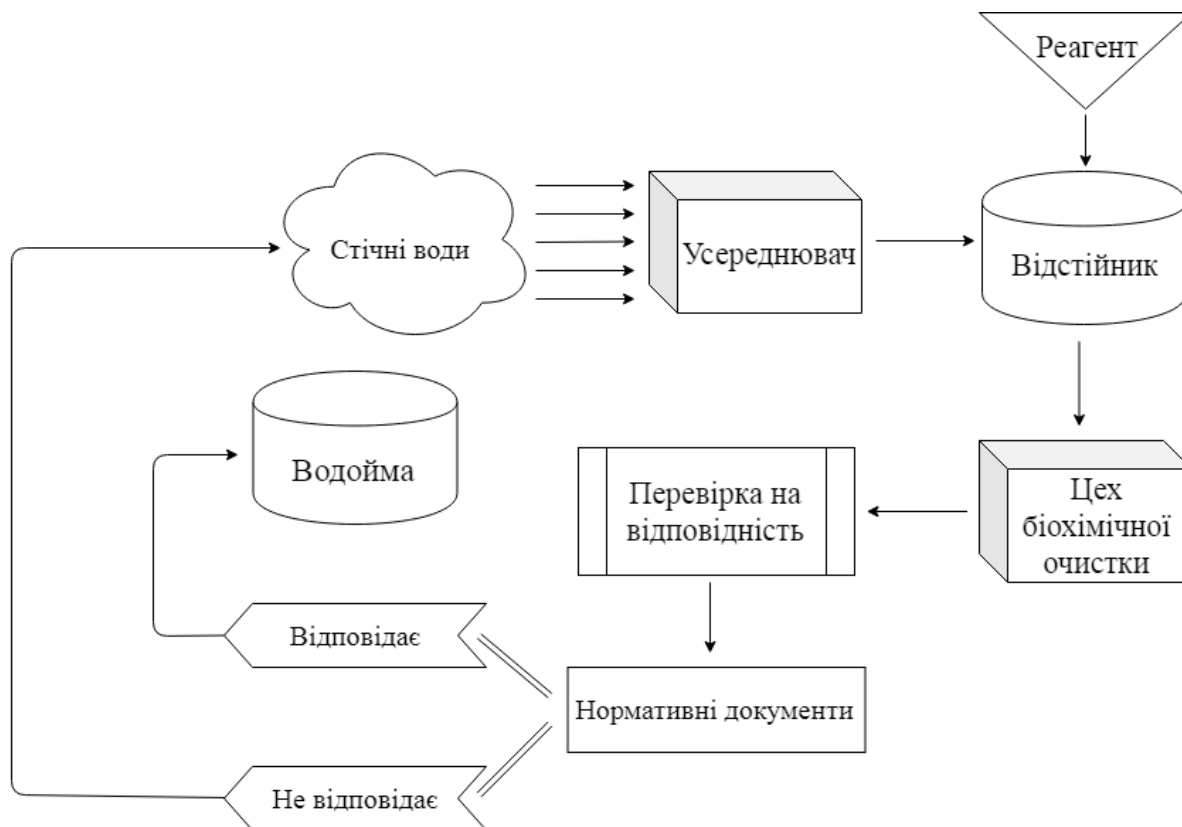 Реагент
Стічні води
Усереднювач
Відстійник
Водойма
Перевірка на
відповідність
Цех
біохімічної
очистки
Відповідає
Нормативні документи
Не відповідає